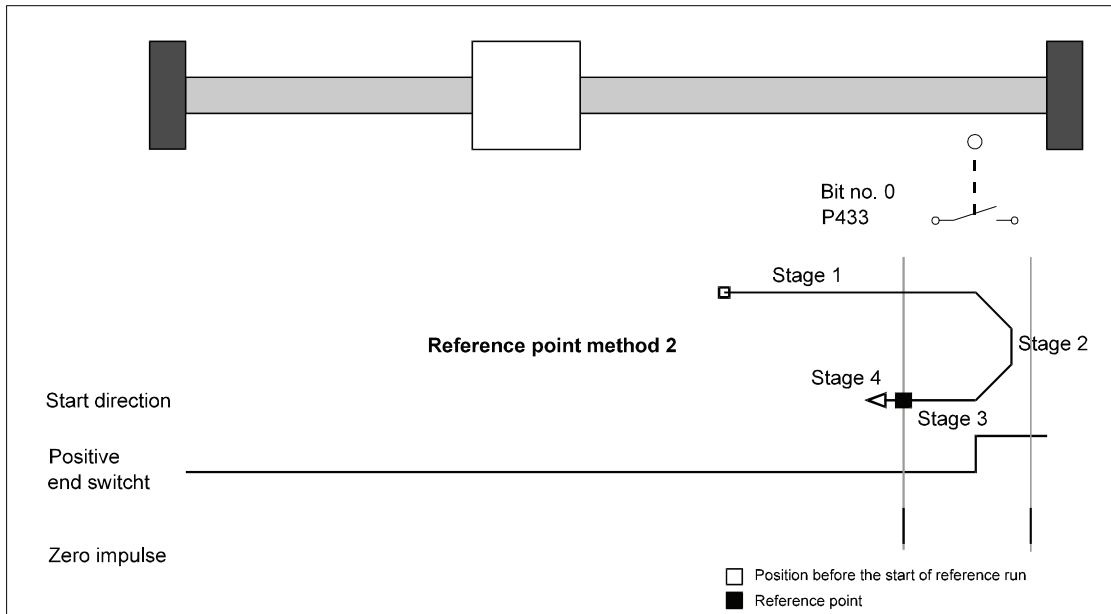 Bit no. 0
P433
Stage 1
Reference point method 2
Stage 2
Stage 4
Start direction
Stage 3
Positive
end switcht
Zero impulse
Position before the start of reference run
Reference point